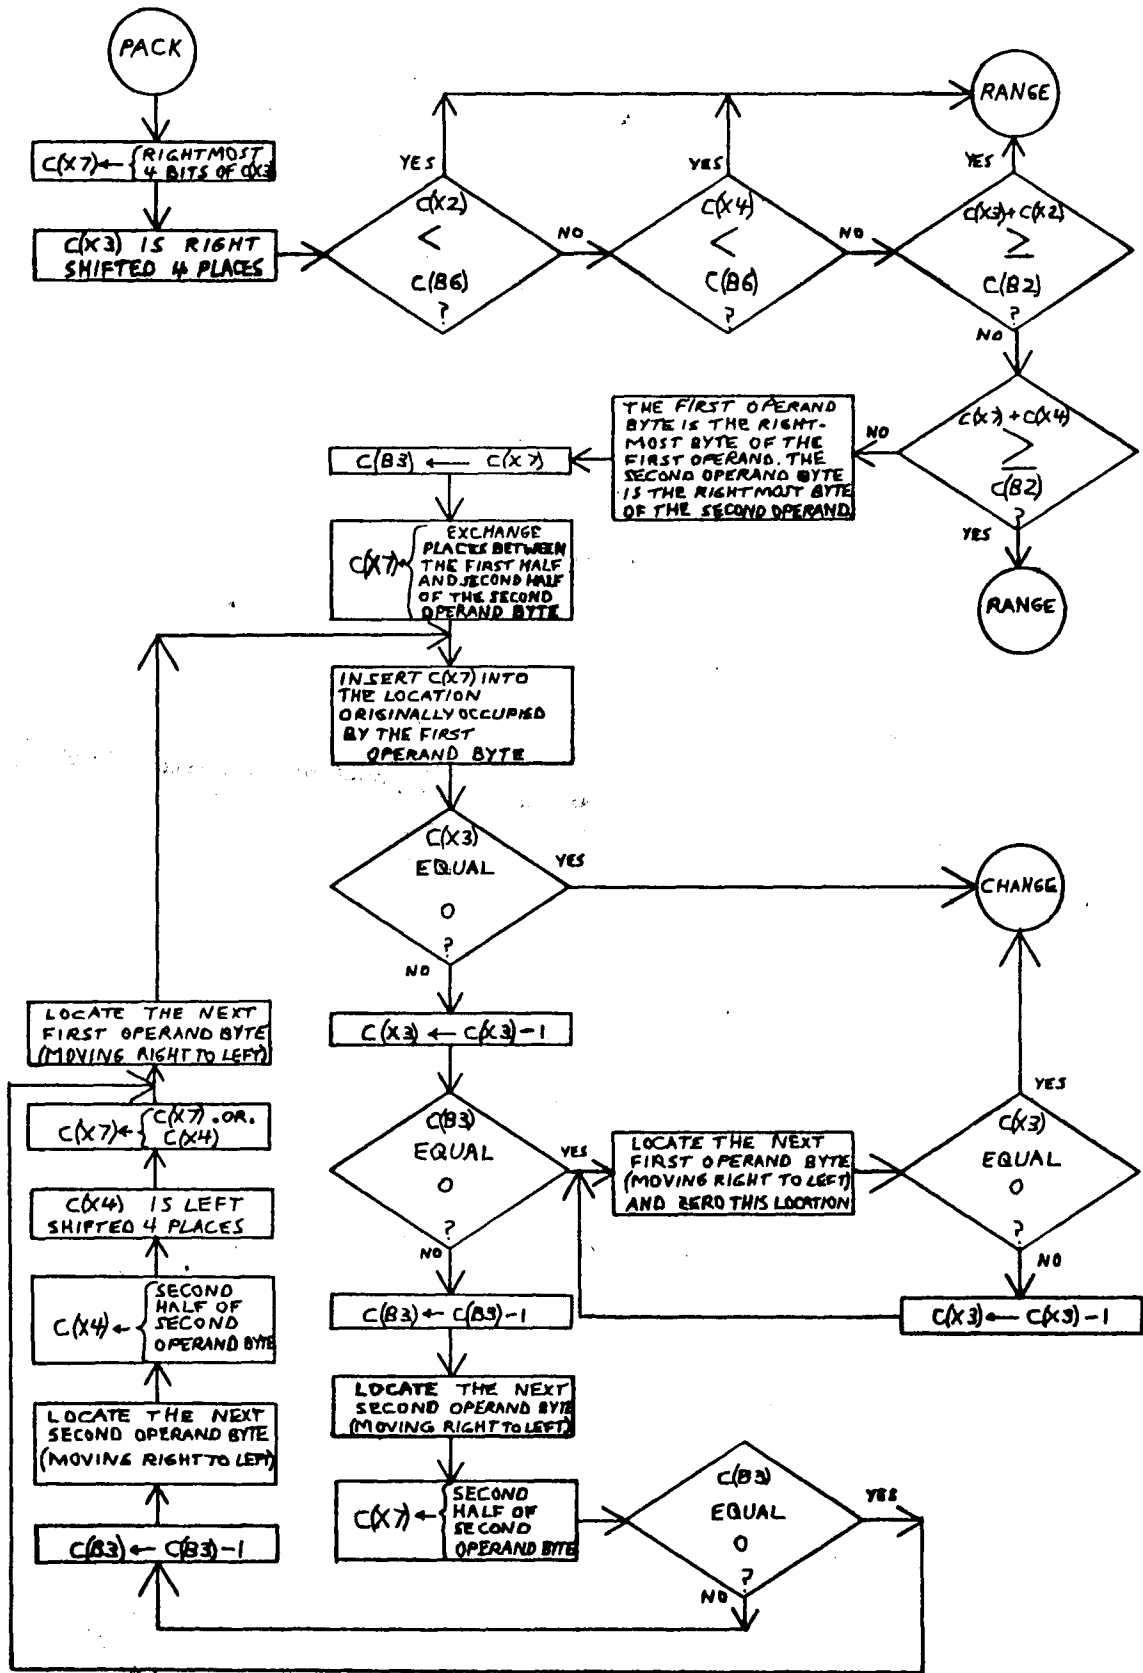 PACK
C(X7) ← { RIGHTMOST
4 BITS OF C(X3)
C(X3) IS RIGHT
SHIFTED 4 PLACES
C(X2)
<
C(B6)
?
YES
NO
C(X4)
<
C(B6)
?
YES
NO
RANGE
YES
C(X3)+C(X2)
≥
C(B2)
?
NO
C(X7)+C(X4)
≥
C(B2)
?
NO
YES
RANGE
THE FIRST OPERAND
BYTE IS THE RIGHT-
MOST BYTE OF THE
FIRST OPERAND. THE
SECOND OPERAND BYTE
IS THE RIGHTMOST BYTE
OF THE SECOND OPERAND.
C(B3) ← C(X7)
C(X7) ← { EXCHANGE
PLACES BETWEEN
THE FIRST HALF
AND SECOND HALF
OF THE SECOND
OPERAND BYTE
INSERT C(X7) INTO
THE LOCATION
ORIGINALLY OCCUPIED
BY THE FIRST
OPERAND BYTE
C(X3)
EQUAL
0
?
YES
NO
CHANGE
C(X3) ← C(X3)-1
C(B3)
EQUAL
0
?
YES
NO
LOCATE THE NEXT
FIRST OPERAND BYTE
(MOVING RIGHT TO LEFT)
AND ZERO THIS LOCATION
C(X3)
EQUAL
0
?
YES
NO
C(X3) ← C(X3)-1
C(B3) ← C(B3)-1
LOCATE THE NEXT
SECOND OPERAND BYTE
(MOVING RIGHT TO LEFT)
C(X7) ← { SECOND
HALF OF
SECOND
OPERAND BYTE
C(B3)
EQUAL
0
?
YES
NO
C(B3) ← C(B3)-1
LOCATE THE NEXT
SECOND OPERAND BYTE
(MOVING RIGHT TO LEFT)
C(X4) ← { SECOND
HALF OF
SECOND
OPERAND BYTE
C(X4) IS LEFT
SHIFTED 4 PLACES
C(X7) ← { C(X7) .OR.
C(X4)
LOCATE THE NEXT
FIRST OPERAND BYTE
(MOVING RIGHT TO LEFT)